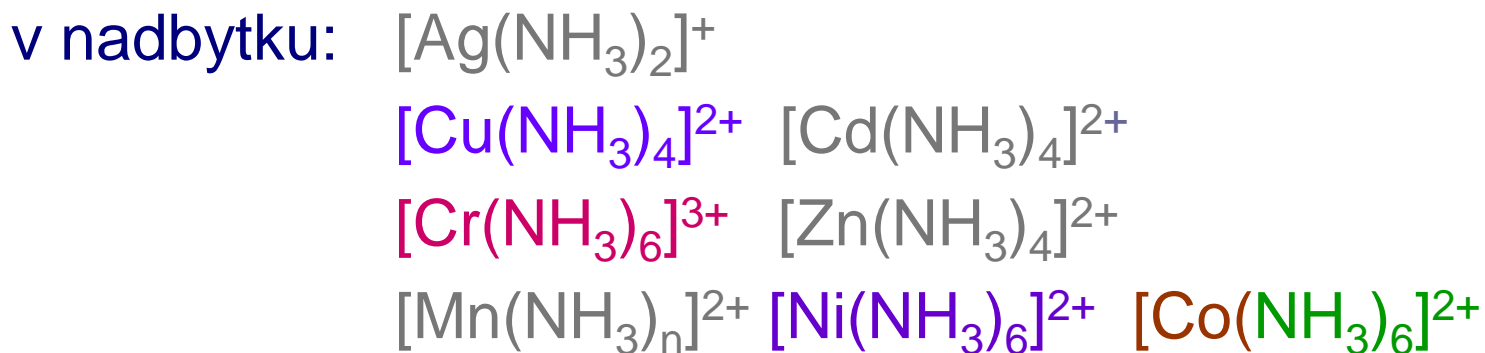 v nadbytku: [Ag(NH₃)₂]⁺
[Cu(NH₃)₄]²⁺ [Cd(NH₃)₄]²⁺
[Cr(NH₃)₆]³⁺ [Zn(NH₃)₄]²⁺
[Mn(NH₃)ₙ]²⁺ [Ni(NH₃)₆]²⁺ [Co(NH₃)₆]²⁺